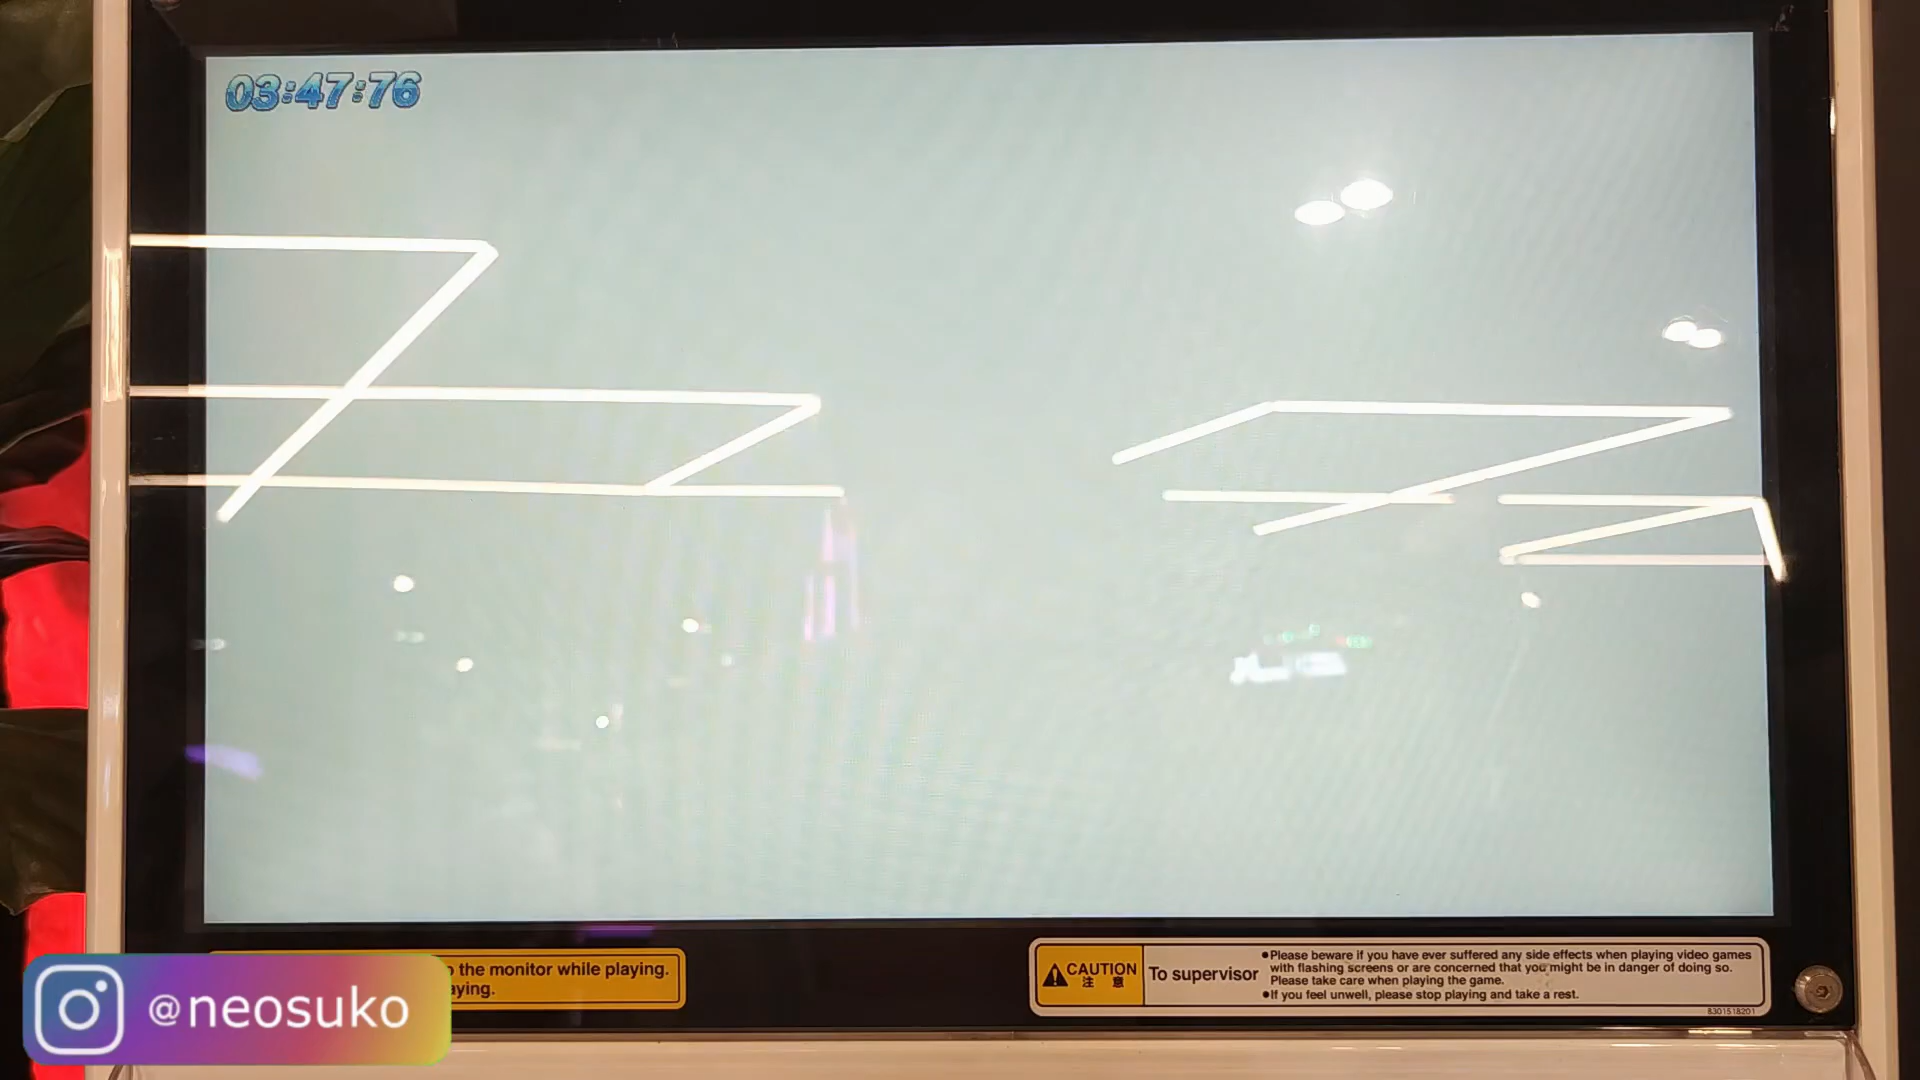 03:47:76
o the monitor while playing.
aying.
CAUTION
注 意
To supervisor
●Please beware if you have ever suffered any side effects when playing video games
with flashing screens or are concerned that you might be in danger of doing so.
Please take care when playing the game.
●If you feel unwell, please stop playing and take a rest.
8301518201
@neosuko